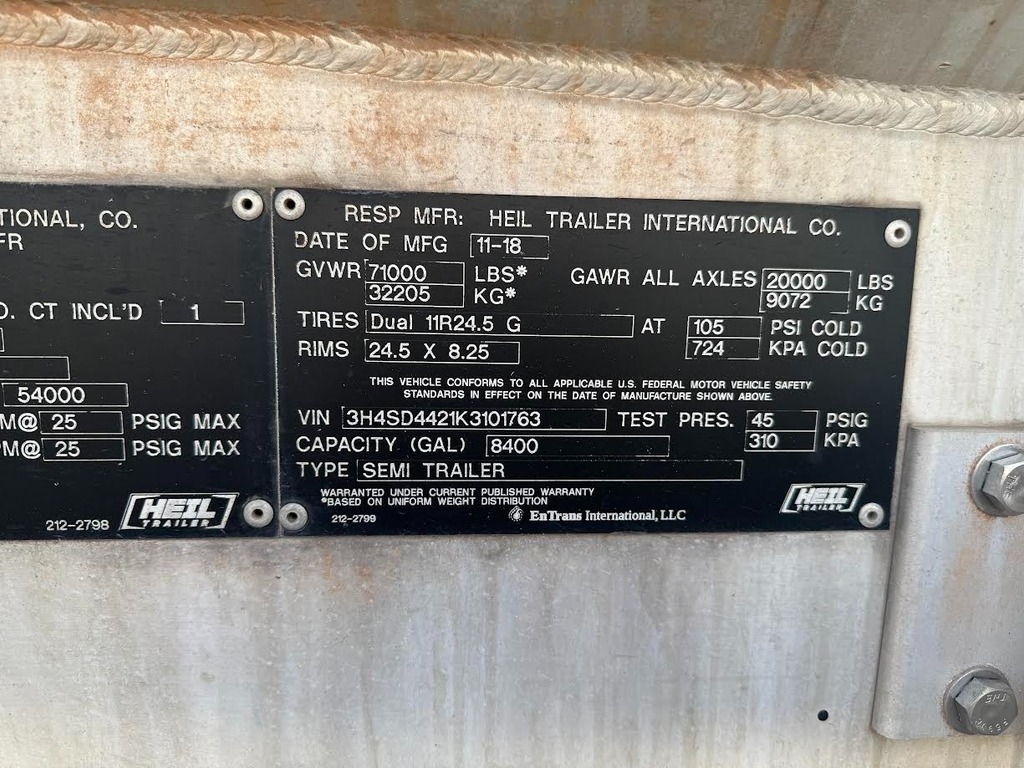 TIONAL, CO.
FR
O. CT INCL'D 1
54000
M@ 25 PSIG MAX
PM@ 25 PSIG MAX
212-2798 HEIL TRAILER
RESP MFR: HEIL TRAILER INTERNATIONAL CO.
DATE OF MFG 11-18
GVWR 71000 LBS* GAWR ALL AXLES 20000 LBS
32205 KG* 9072 KG
TIRES Dual 11R24.5 G AT 105 PSI COLD
RIMS 24.5 X 8.25 724 KPA COLD
THIS VEHICLE CONFORMS TO ALL APPLICABLE U.S. FEDERAL MOTOR VEHICLE SAFETY
STANDARDS IN EFFECT ON THE DATE OF MANUFACTURE SHOWN ABOVE.
VIN 3H4SD4421K3101763 TEST PRES. 45 PSI
CAPACITY (GAL) 8400 310 KPA
TYPE SEMI TRAILER
WARRANTED UNDER CURRENT PUBLISHED WARRANTY
*BASED ON UNIFORM WEIGHT DISTRIBUTION
212-2799 EnTrans International, LLC HEIL TRAILER